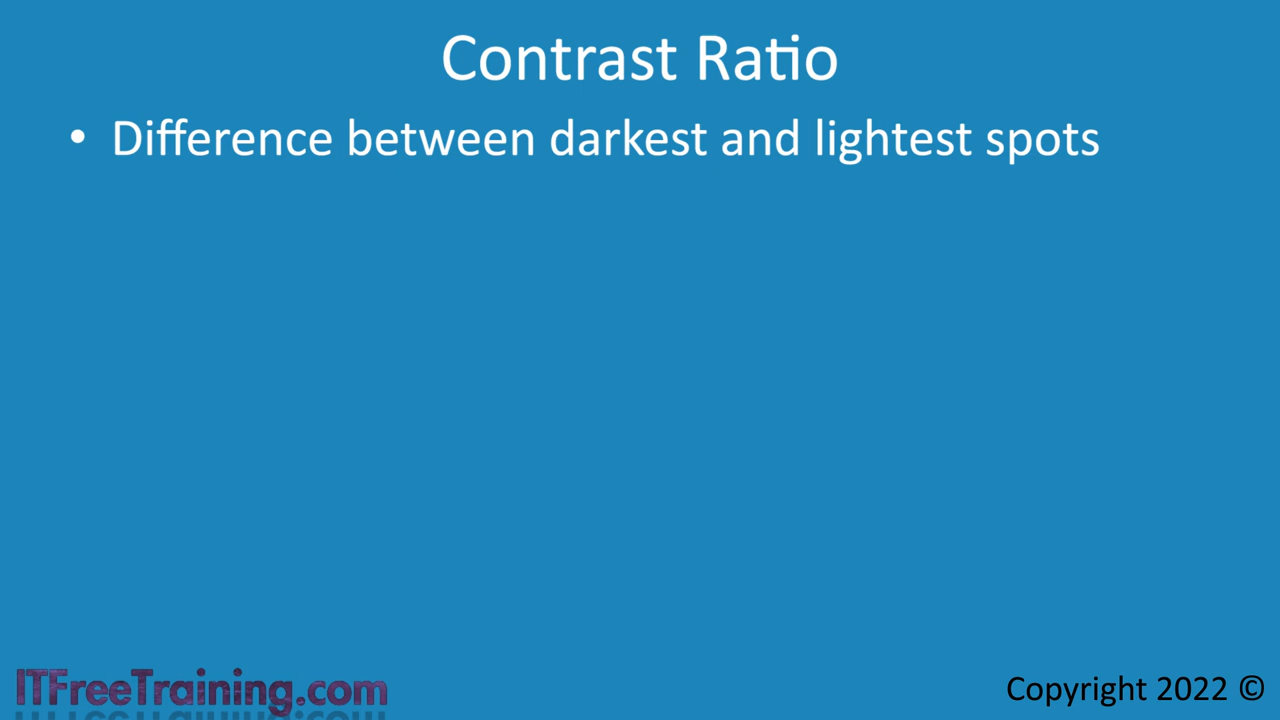 Contrast Ratio
• Difference between darkest and lightest spots
ITFreeTraining.com
Copyright 2022 ©